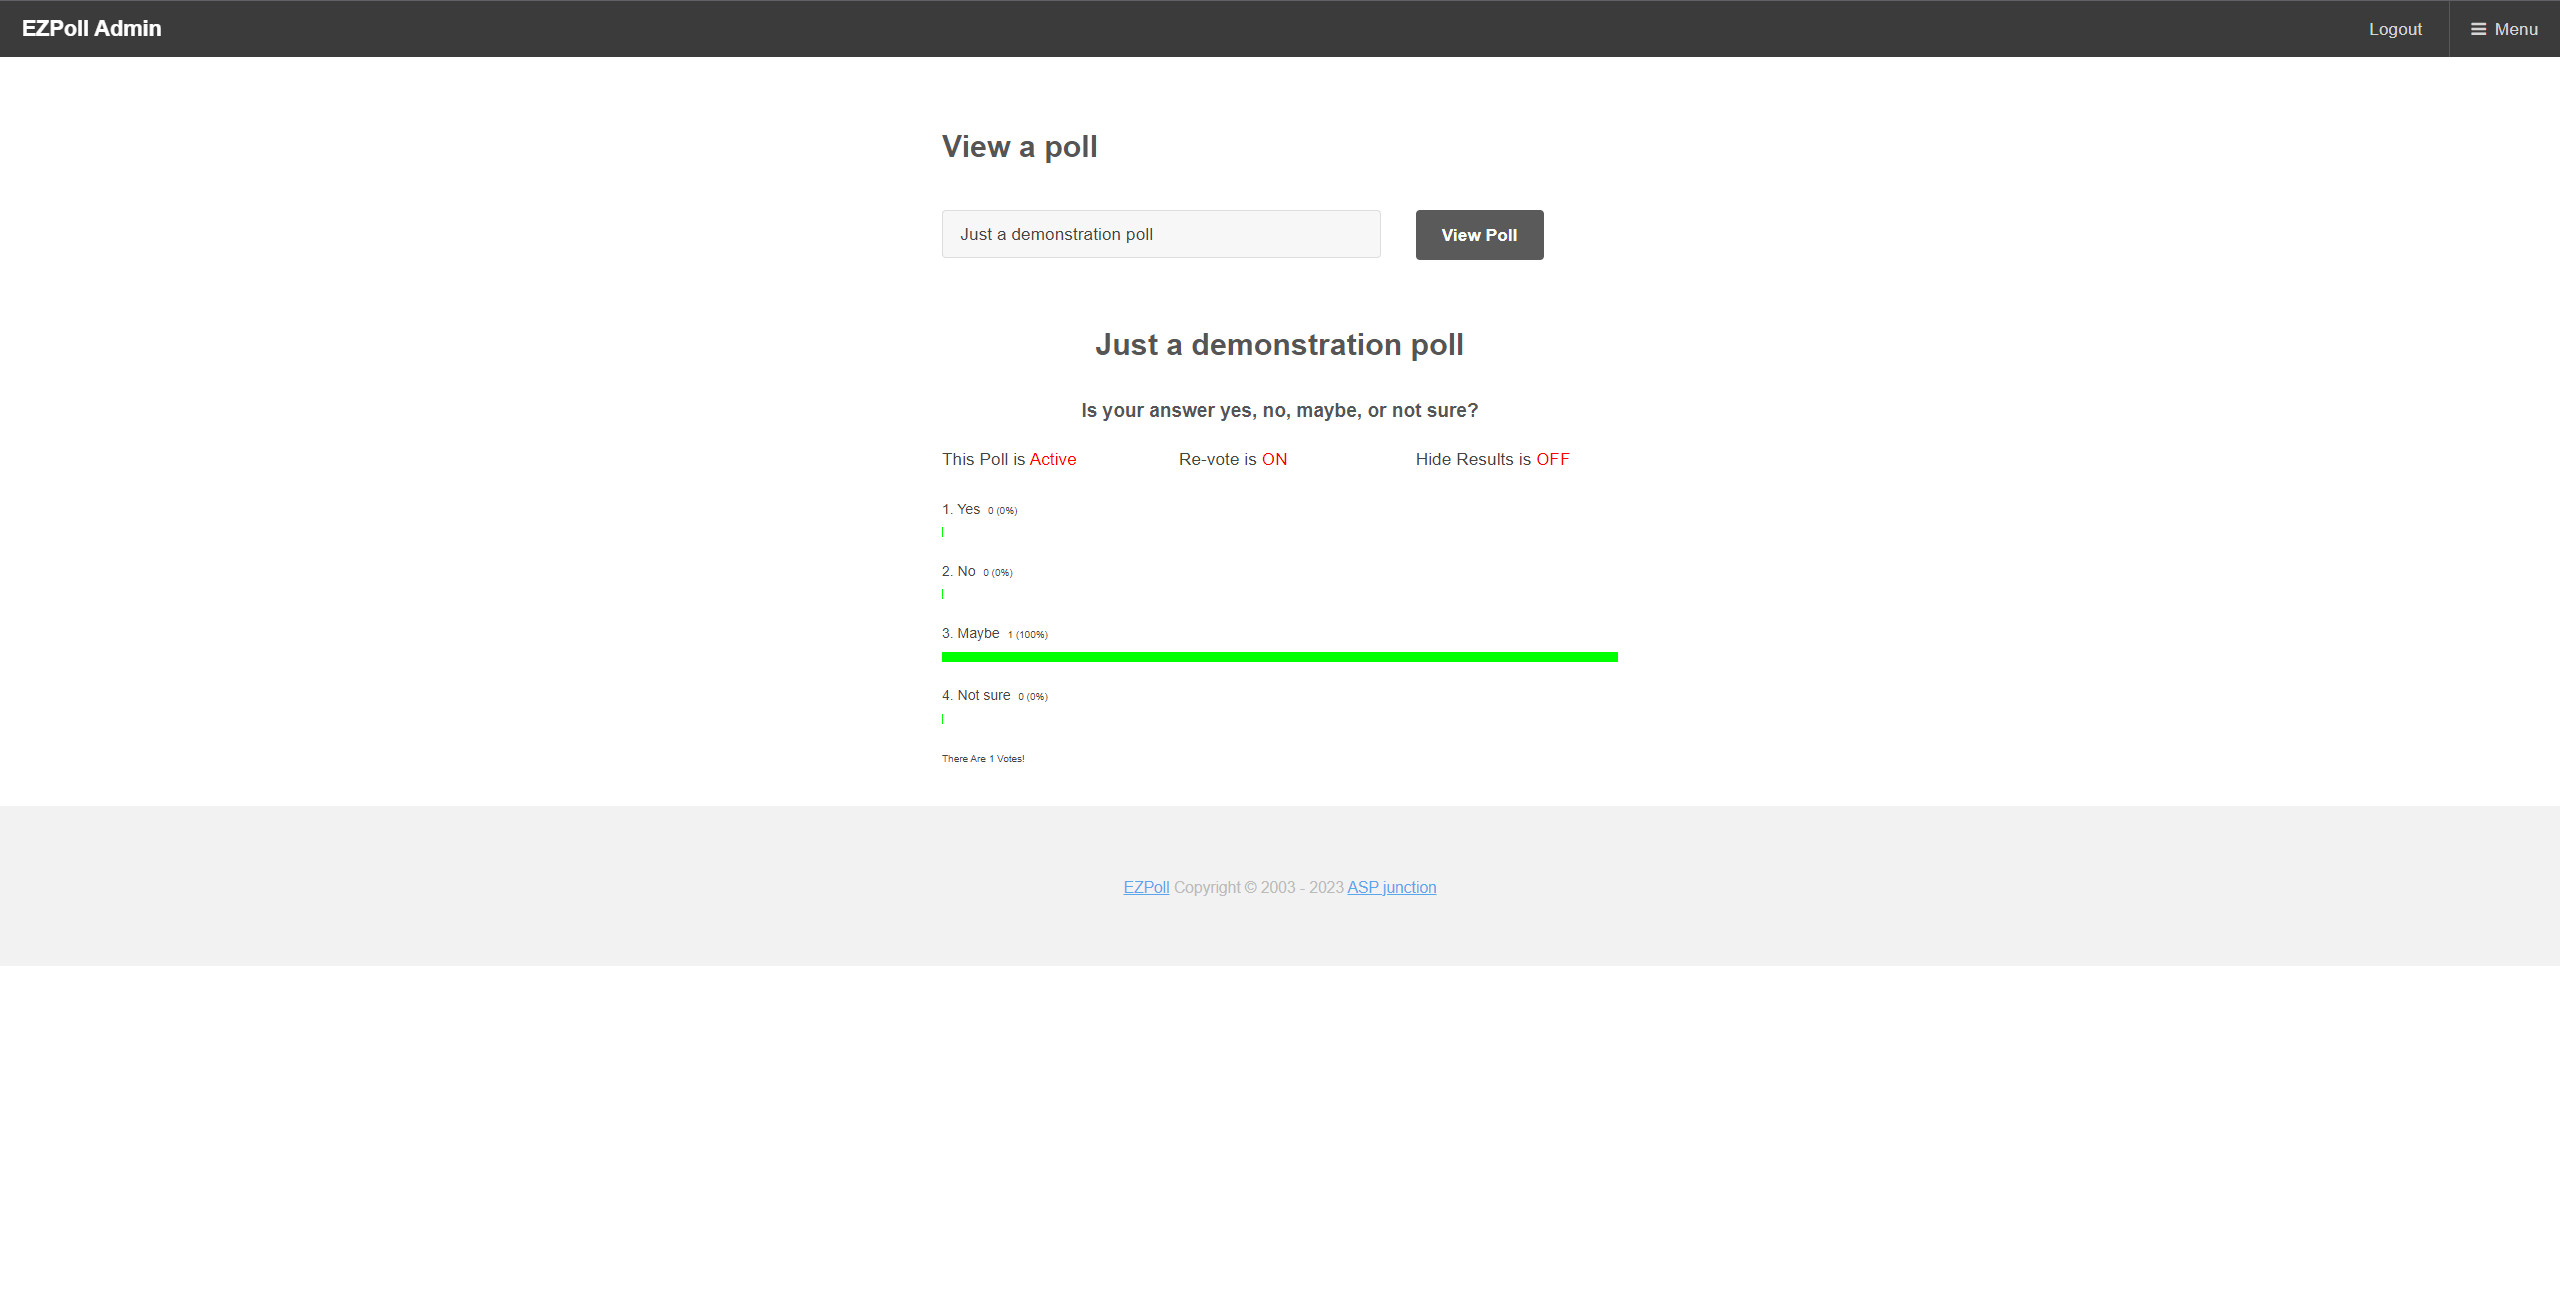 EZPoll Admin
Logout
Menu
View a poll
Just a demonstration poll
View Poll
Just a demonstration poll
Is your answer yes, no, maybe, or not sure?
This Poll is Active
Re-vote is ON
Hide Results is OFF
1. Yes 0 (0%)
2. No 0 (0%)
3. Maybe 1 (100%)
4. Not sure 0 (0%)
There Are 1 Votes!
EZPoll Copyright © 2003 - 2023 ASP junction